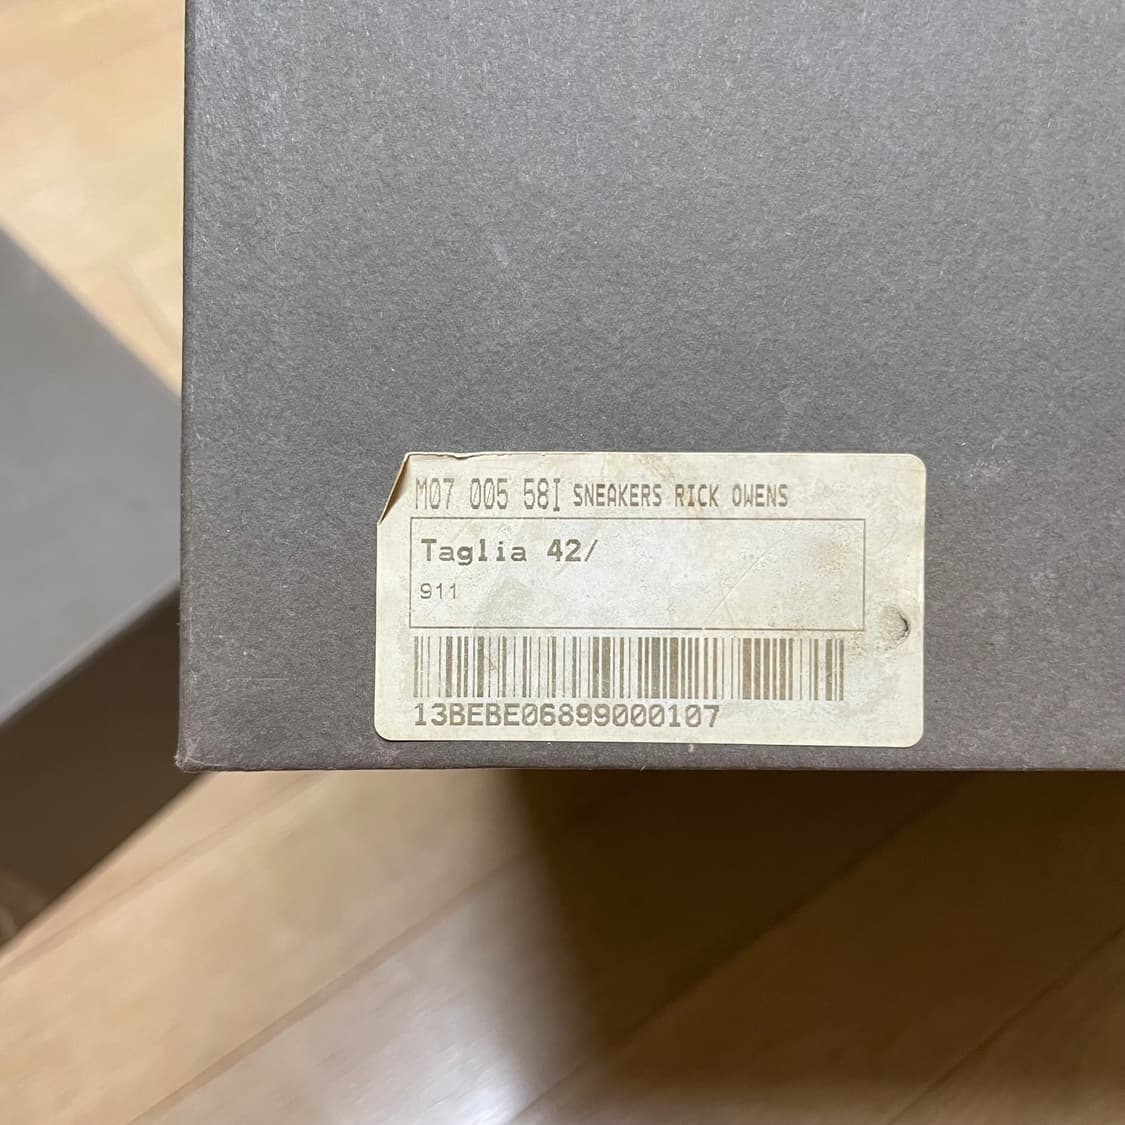 M07 005 58I SNEAKERS RICK OWENS
Taglia 42/
911
13BEBE06899000107